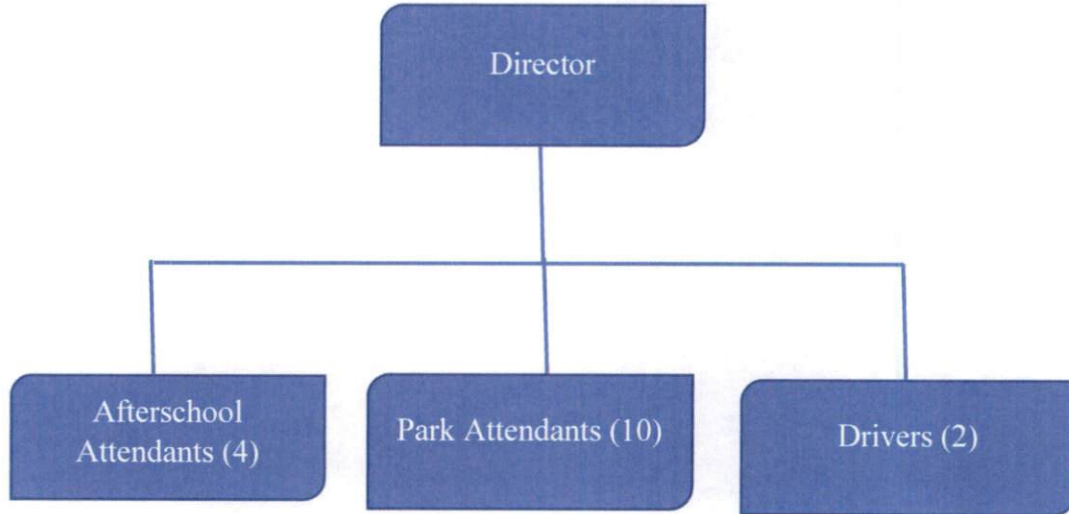 Director
Afterschool
Attendants (4)
Park Attendants (10)
Drivers (2)